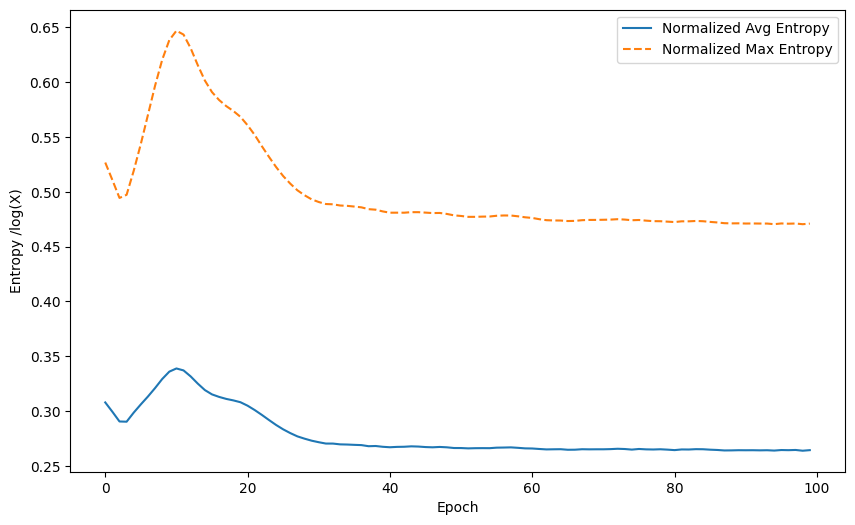 Normalized Avg Entropy
Normalized Max Entropy
Entropy /log(X)
0.65
0.60
0.55
0.50
0.45
0.40
0.35
0.30
0.25
0 20 40 60 80 100
Epoch